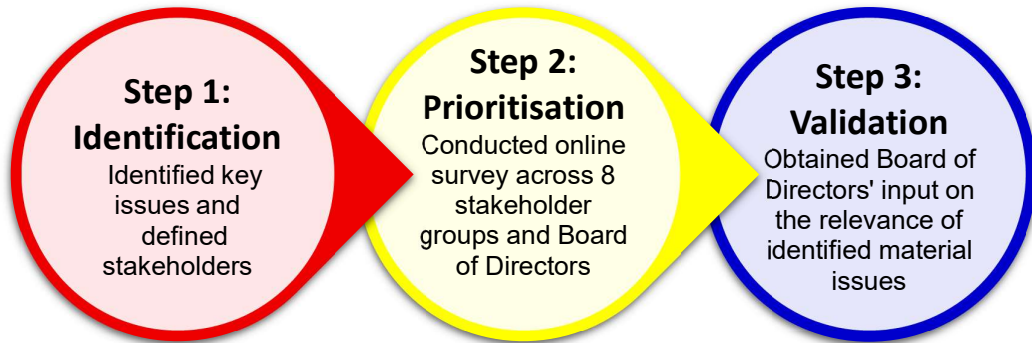 Step 1:
Identification
Identified key
issues and
defined
stakeholders
Step 2:
Prioritisation
Conducted online
survey across 8
stakeholder
groups and Board
of Directors
Step 3:
Validation
Obtained Board of
Directors' input on
the relevance of
identified material
issues